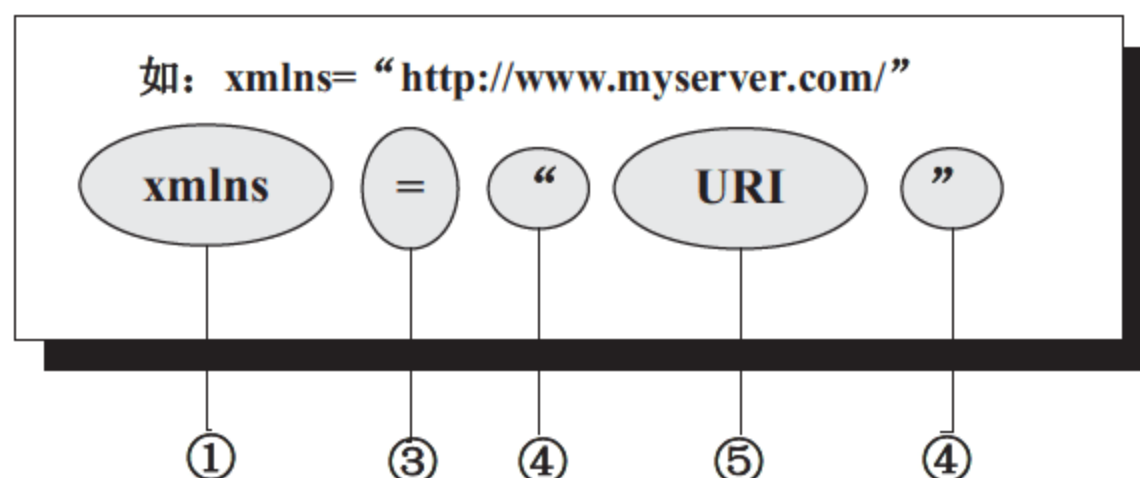 如：xmlns= “http://www.myserver.com/”
xmlns = “ URI ”
① ③ ④ ⑤ ④